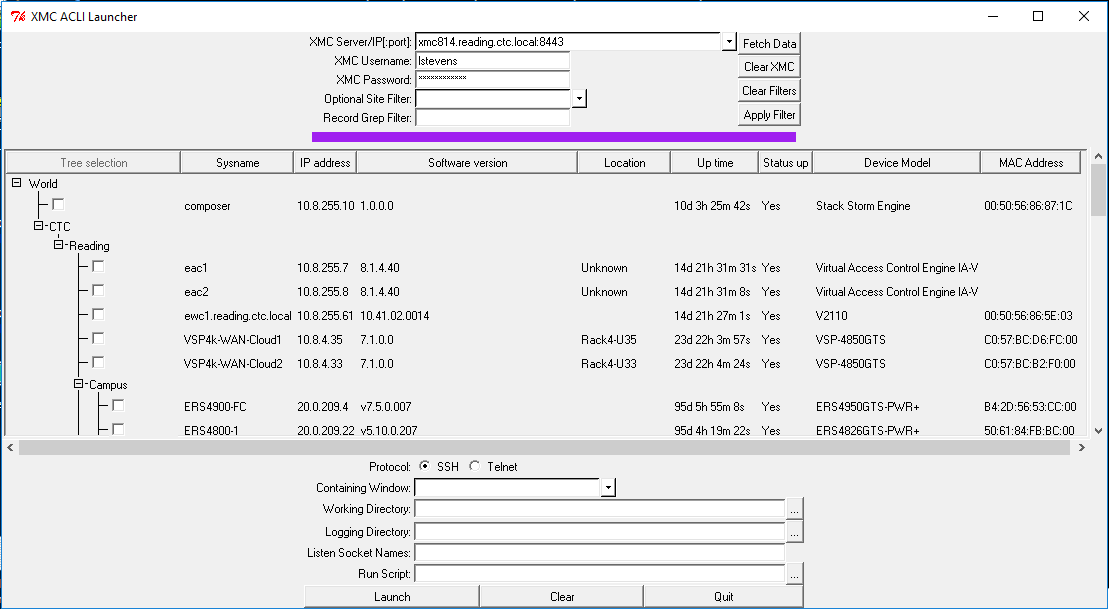 XMC ACLI Launcher
XMC Server/IP[:port]: xmc814.reading.ctc.local:8443 Fetch Data
XMC Username: lstevens Clear XMC
XMC Password: ************
Optional Site Filter: Clear Filters
Record Grep Filter: Apply Filter
Tree selection Sysname IP address Software version Location Up time Status up Device Model MAC Address
World
composer 10.8.255.10 1.0.0.0 10d 3h 25m 42s Yes Stack Storm Engine 00:50:56:86:87:1C
CTC
Reading
eac1 10.8.255.7 8.1.4.40 Unknown 14d 21h 31m 31s Yes Virtual Access Control Engine IA-V
eac2 10.8.255.8 8.1.4.40 Unknown 14d 21h 31m 8s Yes Virtual Access Control Engine IA-V
ewc1.reading.ctc.local 10.8.255.61 10.41.02.0014 14d 21h 27m 1s Yes V2110 00:50:56:86:5E:03
VSP4k-WAN-Cloud1 10.8.4.35 7.1.0.0 Rack4-U35 23d 22h 3m 57s Yes VSP-4850GTS C0:57:BC:D6:FC:00
VSP4k-WAN-Cloud2 10.8.4.33 7.1.0.0 Rack4-U33 23d 22h 4m 24s Yes VSP-4850GTS C0:57:BC:B2:F0:00
Campus
ERS4900-FC 20.0.209.4 v7.5.0.007 95d 5h 55m 8s Yes ERS4950GTS-PWR+ B4:2D:56:53:CC:00
ERS4800-1 20.0.209.22 v5.10.0.207 95d 4h 19m 22s Yes ERS4826GTS-PWR+ 50:61:84:FB:BC:00
Protocol: SSH Telnet
Containing Window:
Working Directory: ...
Logging Directory: ...
Listen Socket Names:
Run Script: ...
Launch Clear Quit